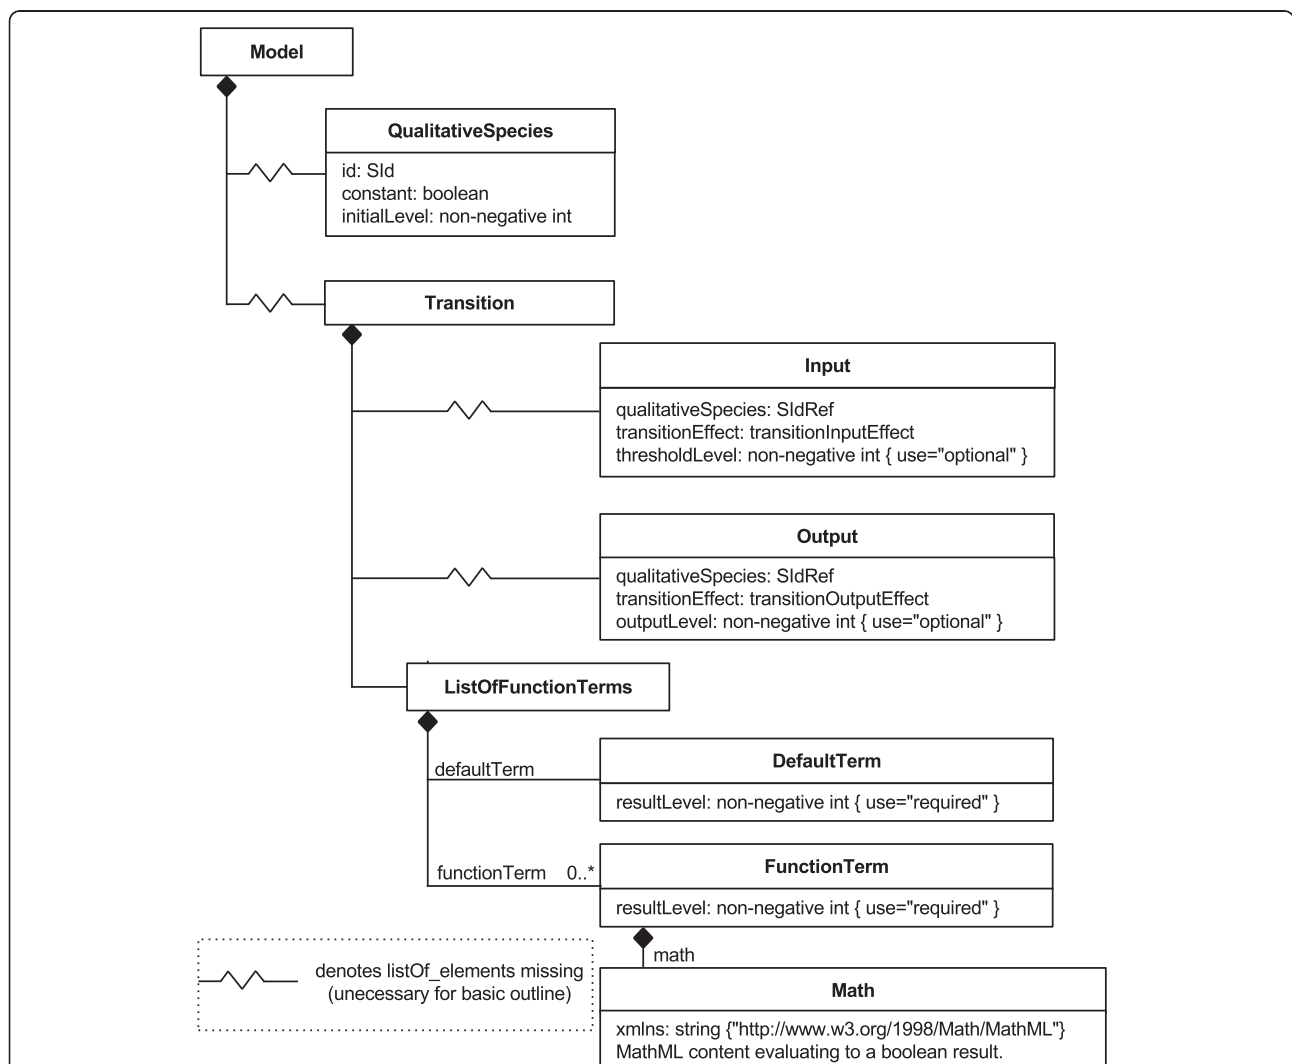 Model
QualitativeSpecies
id: SId
constant: boolean
initialLevel: non-negative int
Transition
Input
qualitativeSpecies: SIdRef
transitionEffect: transitionInputEffect
thresholdLevel: non-negative int { use="optional" }
Output
qualitativeSpecies: SIdRef
transitionEffect: transitionOutputEffect
outputLevel: non-negative int { use="optional" }
ListOfFunctionTerms
defaultTerm
DefaultTerm
resultLevel: non-negative int { use="required" }
functionTerm 0..*
FunctionTerm
resultLevel: non-negative int { use="required" }
math
denotes listOf_elements missing
(unecessary for basic outline)
Math
xmlns: string {"http://www.w3.org/1998/Math/MathML"}
MathML content evaluating to a boolean result.